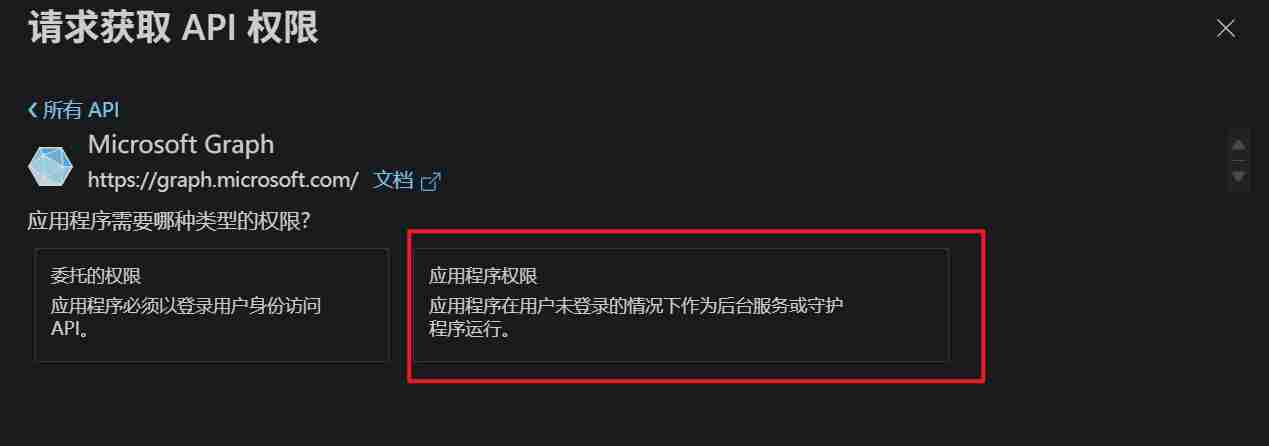 请求获取 API 权限
所有 API
Microsoft Graph
https://graph.microsoft.com/ 文档
应用程序需要哪种类型的权限?
委托的权限
应用程序必须以登录用户身份访问
API。
应用程序权限
应用程序在用户未登录的情况下作为后台服务或守护
程序运行。